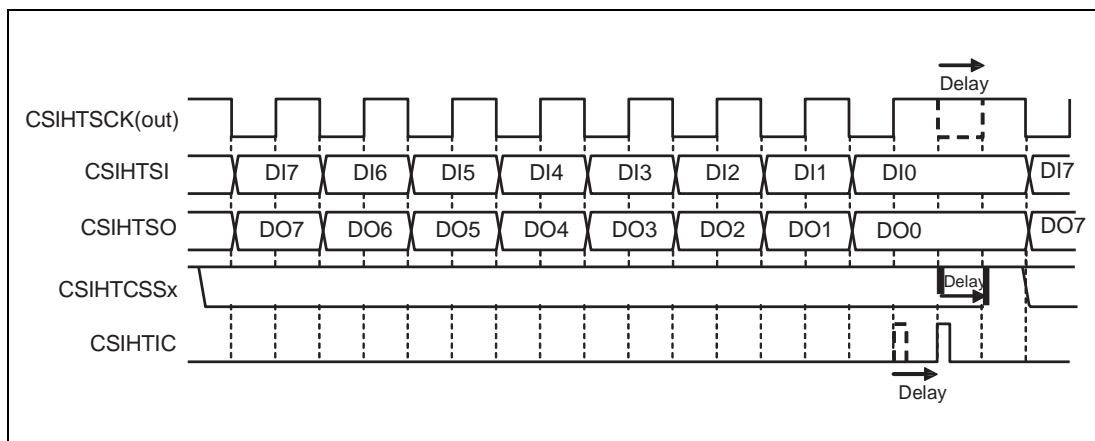 Delay
CSIHTSCK(out)
CSIHTSI DI7 DI6 DI5 DI4 DI3 DI2 DI1 DI0 DI7
CSIHTSO DO7 DO6 DO5 DO4 DO3 DO2 DO1 DO0 DO7
CSIHTCSSx Delay
CSIHTIC
Delay